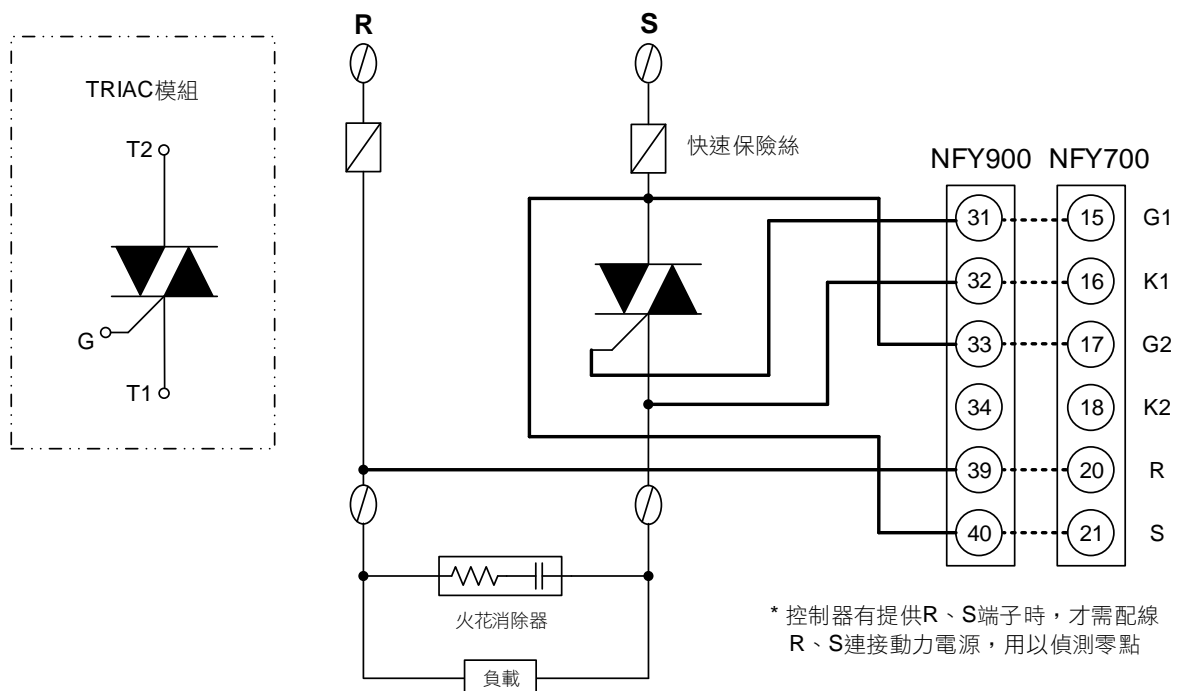 R
S
TRIAC模組
T2
G
T1
快速保險絲
NFY900 NFY700
31 15 G1
32 16 K1
33 17 G2
34 18 K2
39 20 R
40 21 S
火花消除器
負載
* 控制器有提供R、S端子時，才需配線
R、S連接動力電源，用以偵測零點